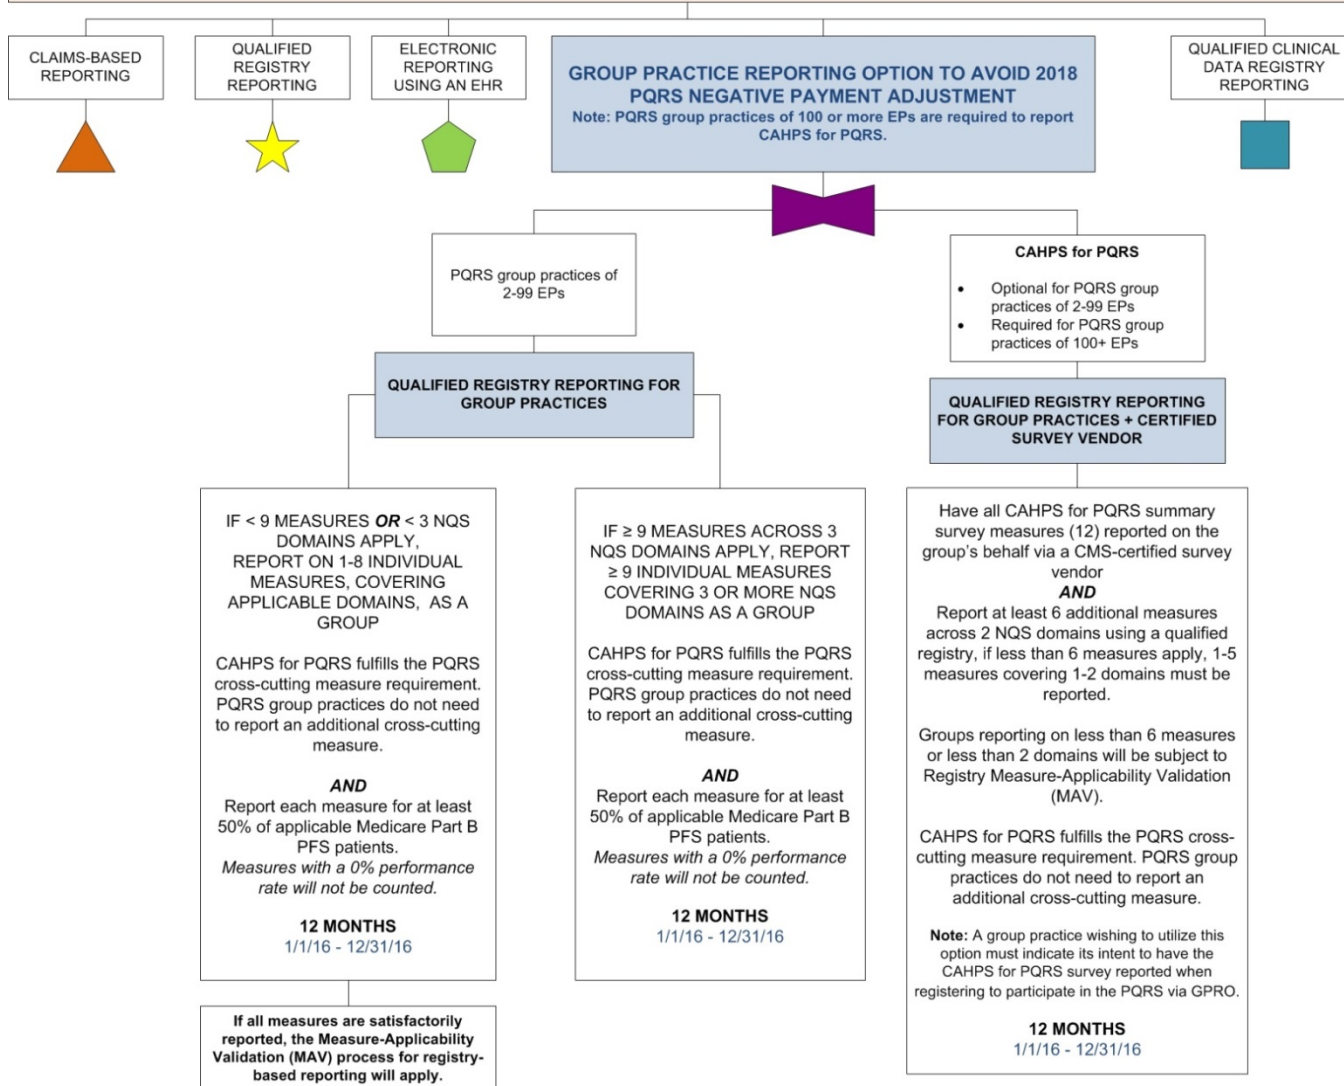 CLAIMS-BASED
REPORTING
QUALIFIED
REGISTRY
REPORTING
ELECTRONIC
REPORTING
USING AN EHR
GROUP PRACTICE REPORTING OPTION TO AVOID 2018
PQRS NEGATIVE PAYMENT ADJUSTMENT
Note: PQRS group practices of 100 or more EPs are required to report
CAHPS for PQRS.
QUALIFIED CLINICAL
DATA REGISTRY
REPORTING
PQRS group practices of
2-99 EPs
CAHPS for PQRS
• Optional for PQRS group
practices of 2-99 EPs
• Required for PQRS group
practices of 100+ EPs
QUALIFIED REGISTRY REPORTING FOR
GROUP PRACTICES
QUALIFIED REGISTRY REPORTING
FOR GROUP PRACTICES + CERTIFIED
SURVEY VENDOR
IF < 9 MEASURES OR < 3 NQS
DOMAINS APPLY,
REPORT ON 1-8 INDIVIDUAL
MEASURES, COVERING
APPLICABLE DOMAINS, AS A
GROUP
CAHPS for PQRS fulfills the PQRS
cross-cutting measure requirement.
PQRS group practices do not need
to report an additional cross-cutting
measure.
AND
Report each measure for at least
50% of applicable Medicare Part B
PFS patients.
Measures with a 0% performance
rate will not be counted.
12 MONTHS
1/1/16 - 12/31/16
If all measures are satisfactorily
reported, the Measure-Applicability
Validation (MAV) process for registry-
based reporting will apply.
IF ≥ 9 MEASURES ACROSS 3
NQS DOMAINS APPLY, REPORT
≥ 9 INDIVIDUAL MEASURES
COVERING 3 OR MORE NQS
DOMAINS AS A GROUP
CAHPS for PQRS fulfills the PQRS
cross-cutting measure requirement.
PQRS group practices do not need
to report an additional cross-cutting
measure.
AND
Report each measure for at least
50% of applicable Medicare Part B
PFS patients.
Measures with a 0% performance
rate will not be counted.
12 MONTHS
1/1/16 - 12/31/16
Have all CAHPS for PQRS summary
survey measures (12) reported on the
group's behalf via a CMS-certified survey
vendor
AND
Report at least 6 additional measures
across 2 NQS domains using a qualified
registry, if less than 6 measures apply, 1-5
measures covering 1-2 domains must be
reported.
Groups reporting on less than 6 measures
or less than 2 domains will be subject to
Registry Measure-Applicability Validation
(MAV).
CAHPS for PQRS fulfills the PQRS cross-
cutting measure requirement. PQRS group
practices do not need to report an
additional cross-cutting measure.
Note: A group practice wishing to utilize this
option must indicate its intent to have the
CAHPS for PQRS survey reported when
registering to participate in the PQRS via GPRO.
12 MONTHS
1/1/16 - 12/31/16